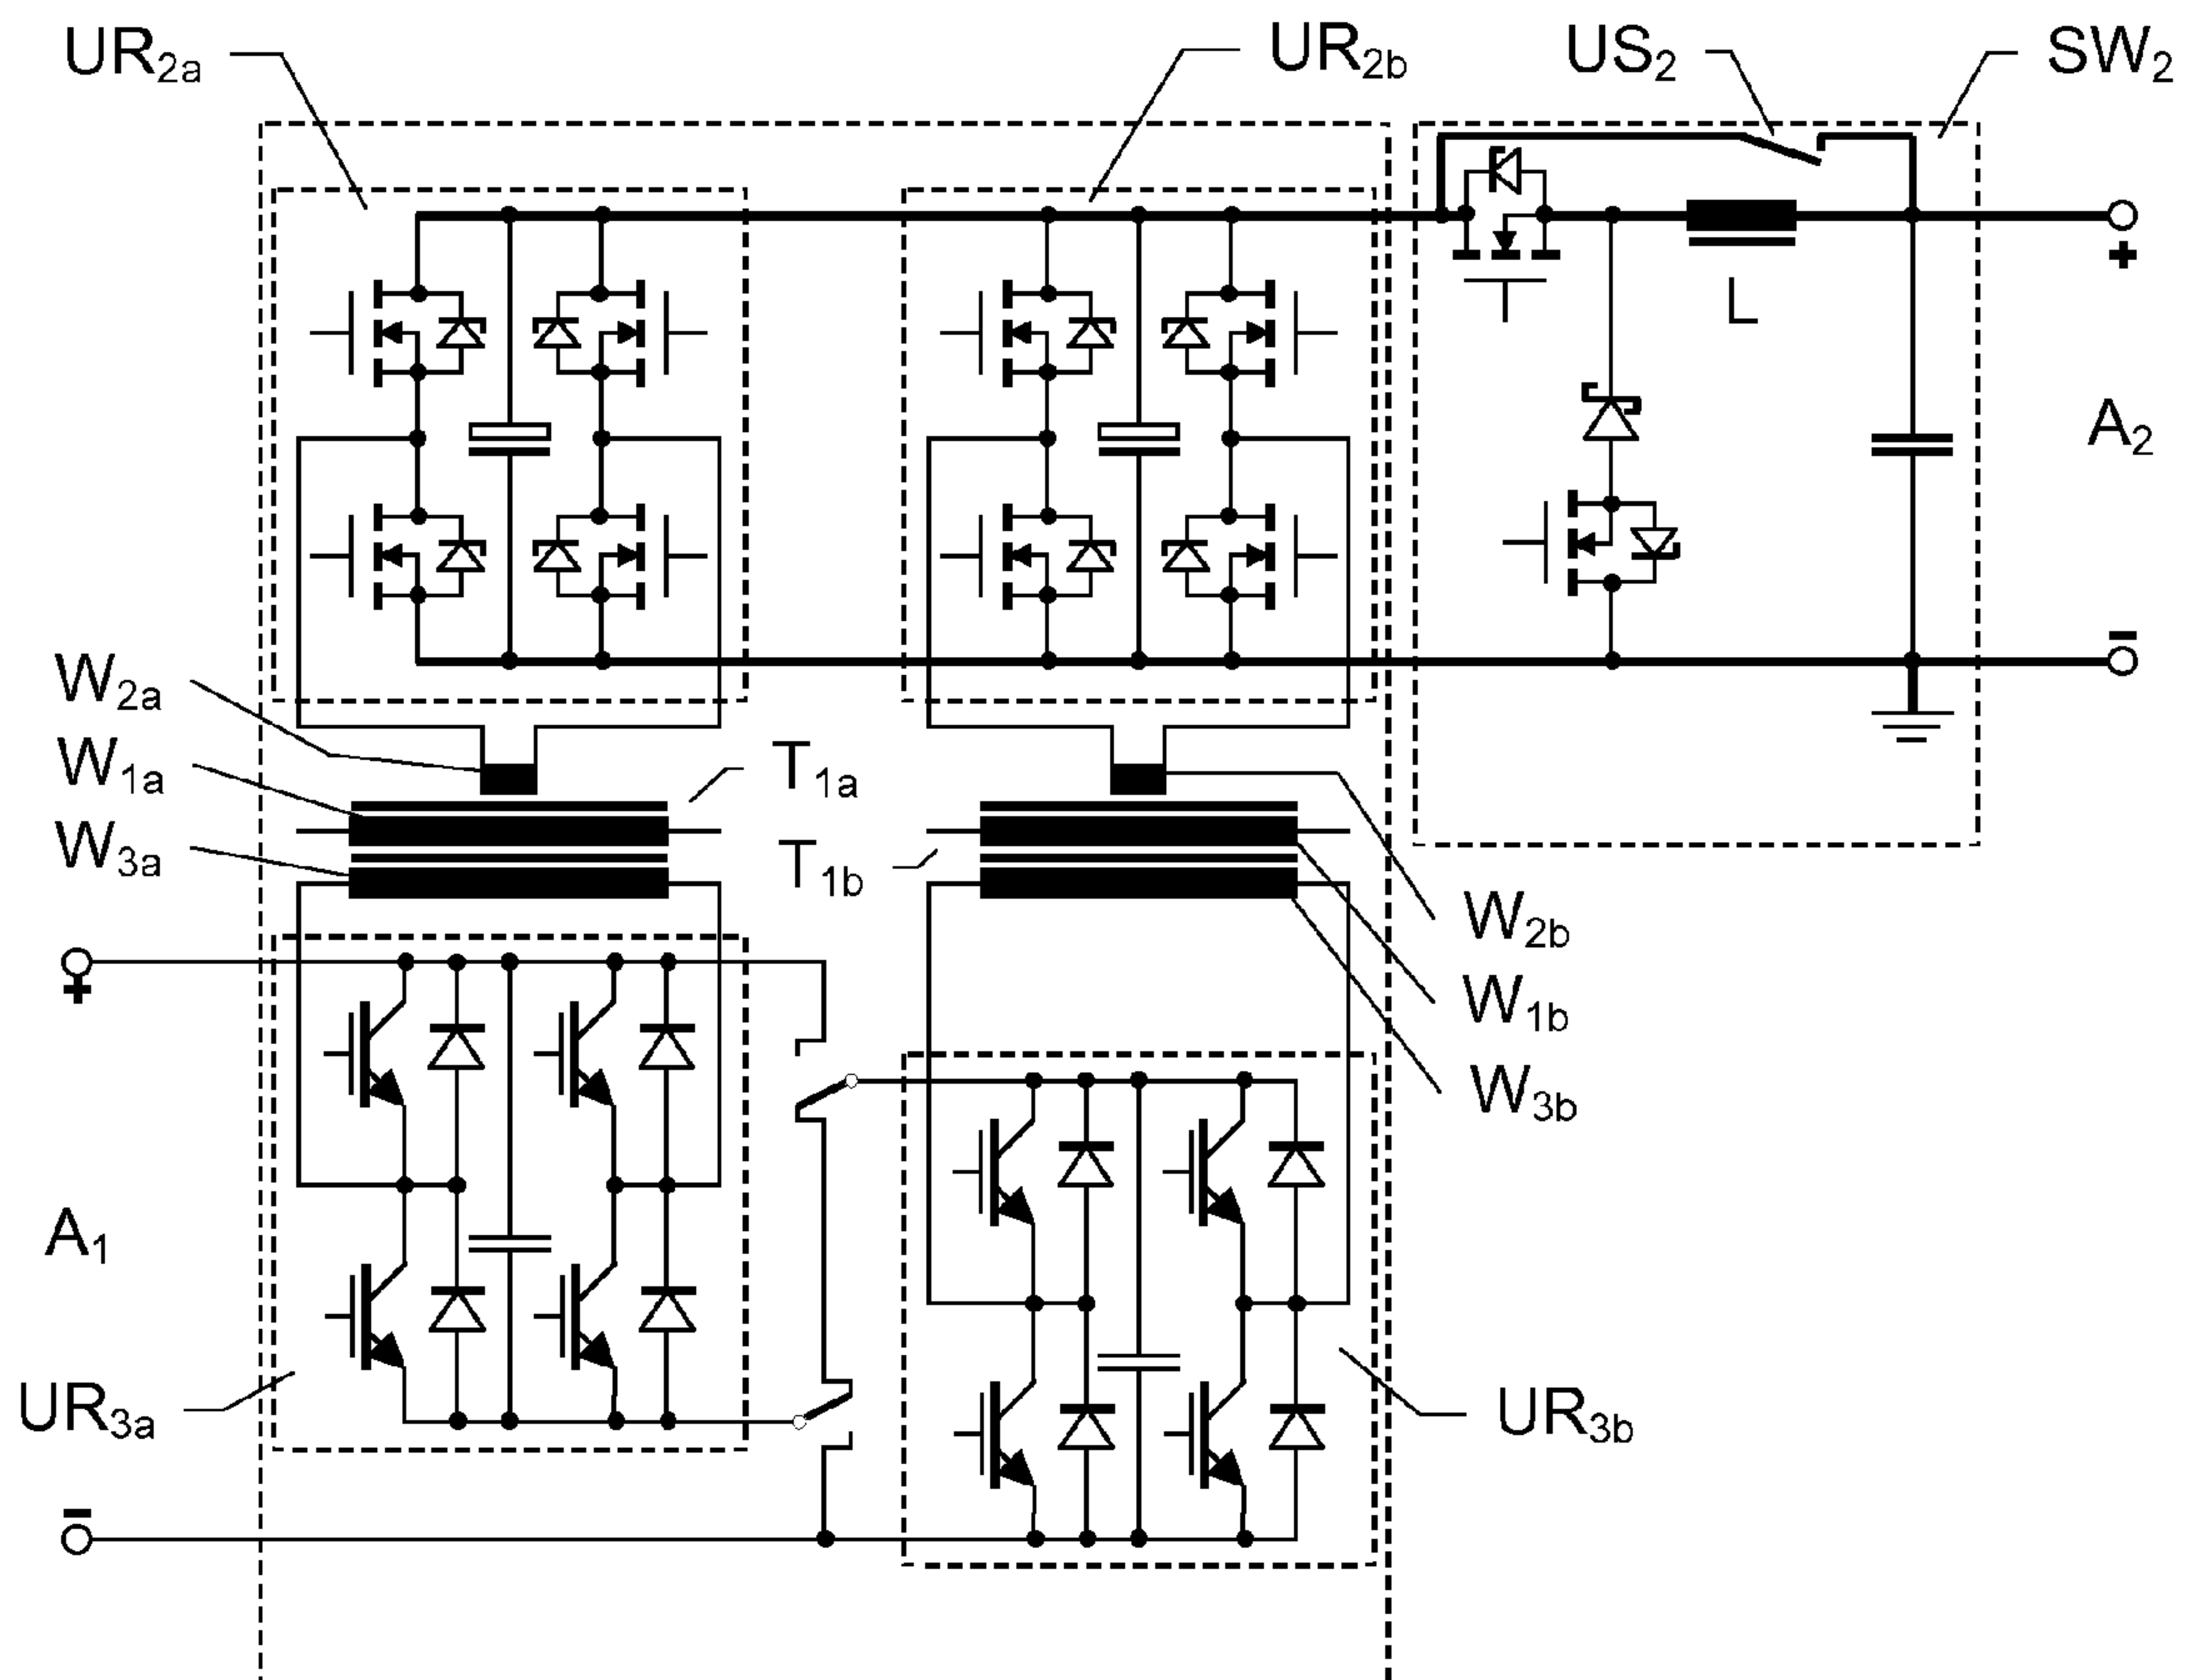 UR2a
UR2b
US2
SW2
+
L
A2
−
W2a
W1a
W3a
T1a
T1b
W2b
W1b
W3b
+
A1
UR3a
UR3b
−